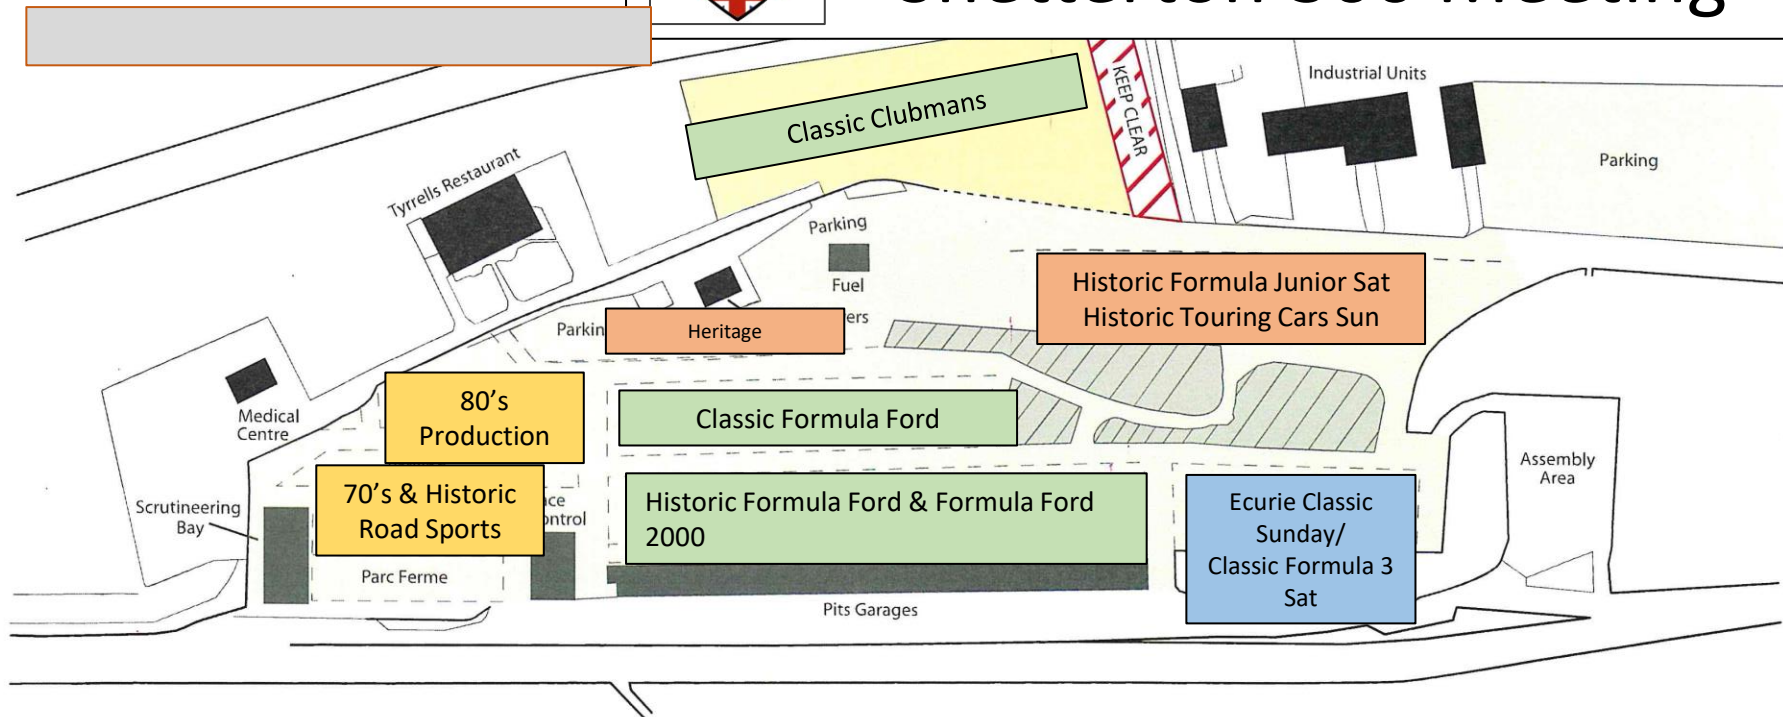 Meeting
Industrial Units
KEEP CLEAR
Classic Clubmans
Parking
Tyrrells Restaurant
Parking
Fuel
Historic Formula Junior Sat
Historic Touring Cars Sun
Heritage
80's
Production
Classic Formula Ford
Medical
Centre
Assembly
Area
70's & Historic
Road Sports
Historic Formula Ford & Formula Ford
2000
Ecurie Classic
Sunday/
Classic Formula 3
Sat
Scrutineering
Bay
Parc Ferme
Pits Garages